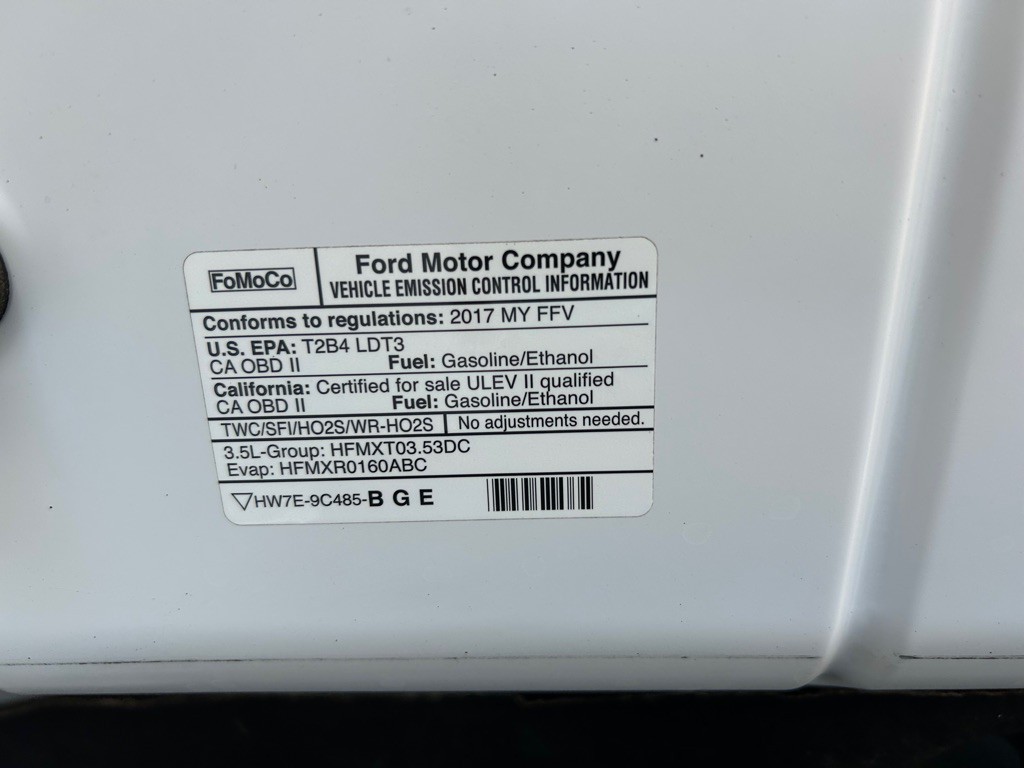 FoMoCo
Ford Motor Company
VEHICLE EMISSION CONTROL INFORMATION
Conforms to regulations: 2017 MY FFV
U.S. EPA: T2B4 LDT3
CA OBD II Fuel: Gasoline/Ethanol
California: Certified for sale ULEV II qualified
CA OBD II Fuel: Gasoline/Ethanol
TWC/SFI/HO2S/WR-HO2S No adjustments needed.
3.5L-Group: HFMXT03.53DC
Evap: HFMXR0160ABC
HW7E-9C485-B G E